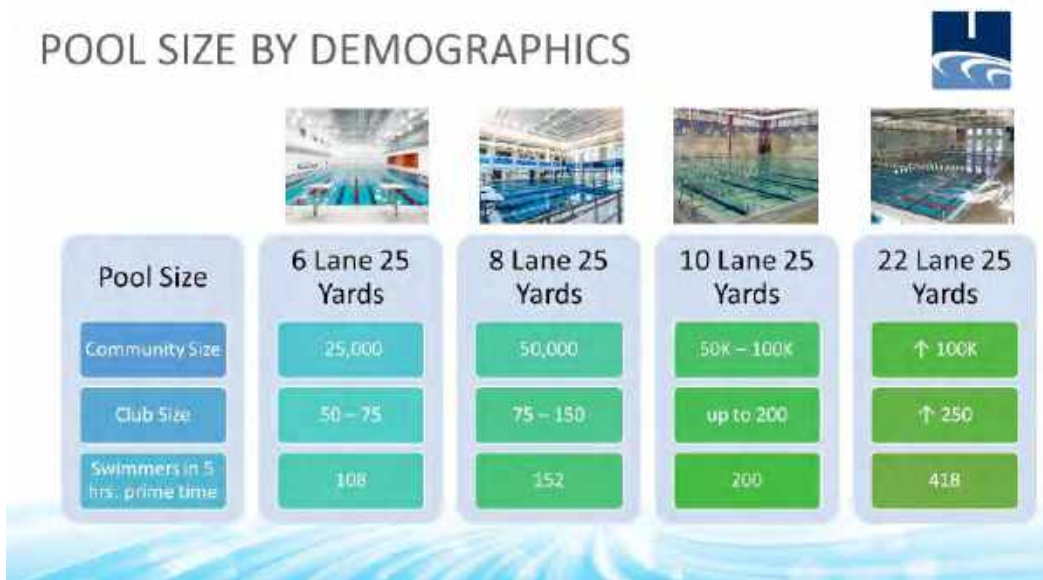 POOL SIZE BY DEMOGRAPHICS
Pool Size
6 Lane 25
Yards
8 Lane 25
Yards
10 Lane 25
Yards
22 Lane 25
Yards
Community Size
25,000
50,000
50K – 100K
↑ 100K
Club Size
50 – 75
75 – 150
up to 200
↑ 250
Swimmers in 5
hrs. prime time
108
152
200
418